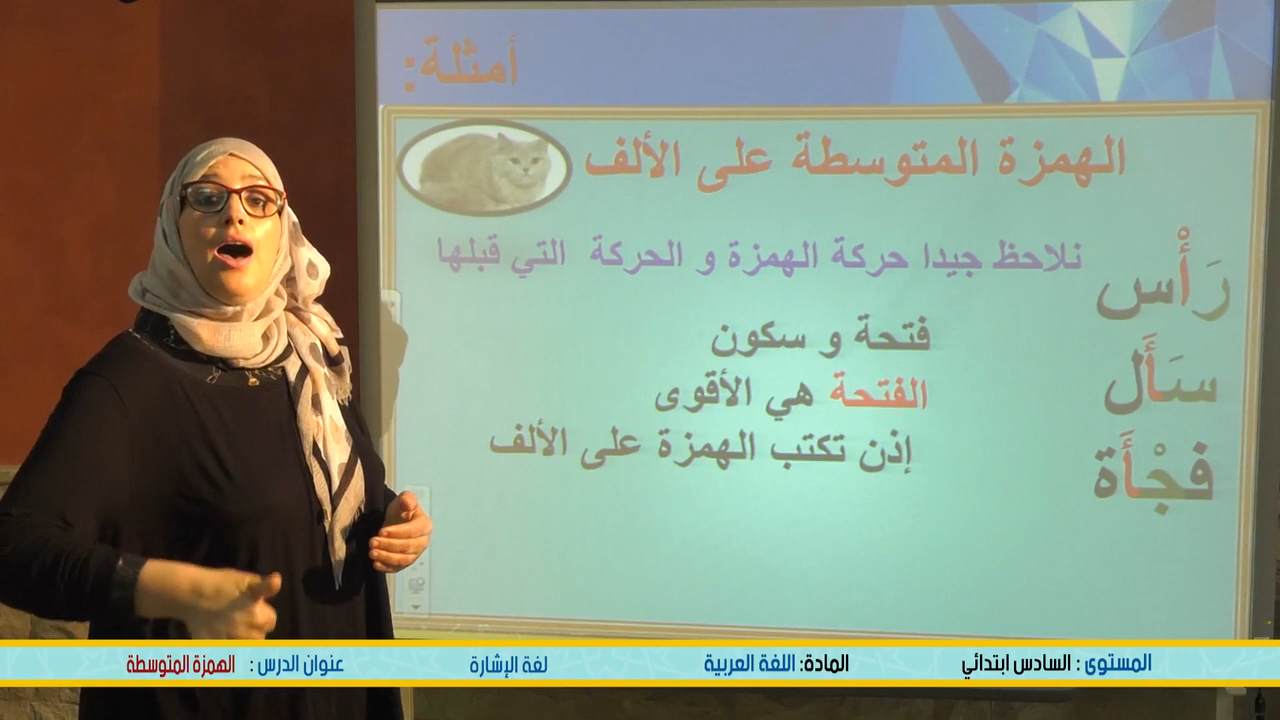 أمثلة:
الهمزة المتوسطة على الألف
نلاحظ جيدا حركة الهمزة و الحركة التي قبلها
رَأْس
سَأَل
فجْأَة
فتحة و سكون
الفتحة هي الأقوى
إذن تكتب الهمزة على الألف
المستوى : السادس ابتدائي المادة: اللغة العربية لغة الإشارة عنوان الدرس : الهمزة المتوسطة